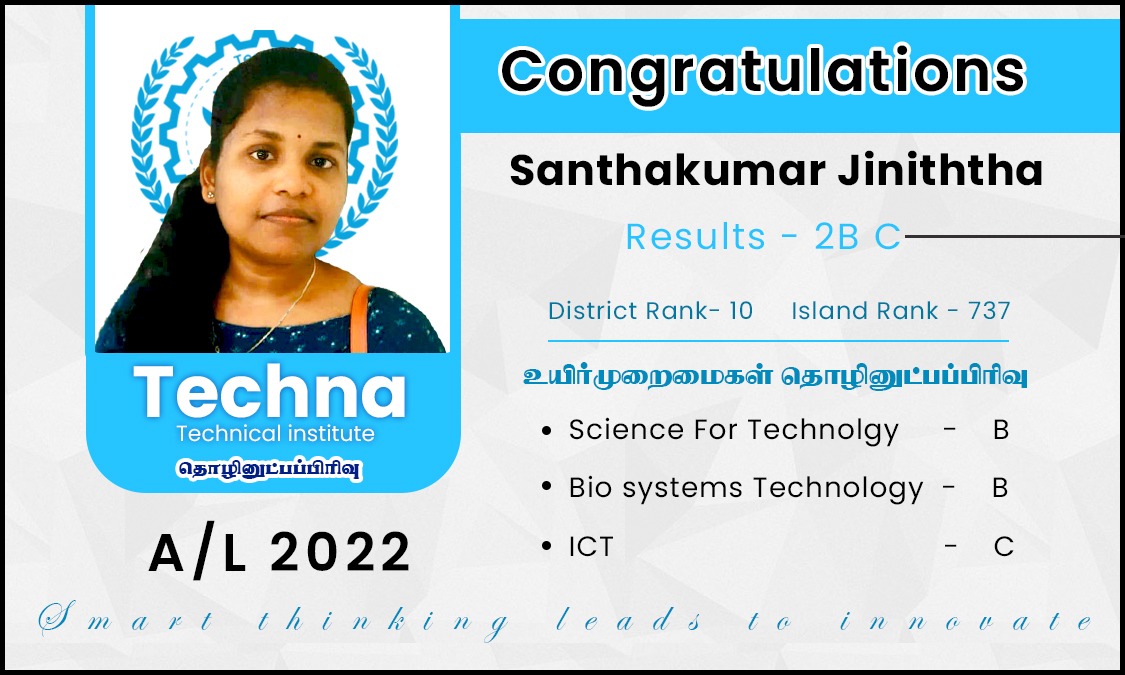 Congratulations
Santhakumar Jiniththa
Results - 2B C
District Rank- 10 Island Rank - 737
உயிர்முறைமைகள் தொழினுட்பப்பிரிவு
Science For Technolgy - B
Bio systems Technology - B
ICT - C
Techna
Technical institute
தொழினுட்பப்பிரிவு
A/L 2022
Smart thinking leads to innovate